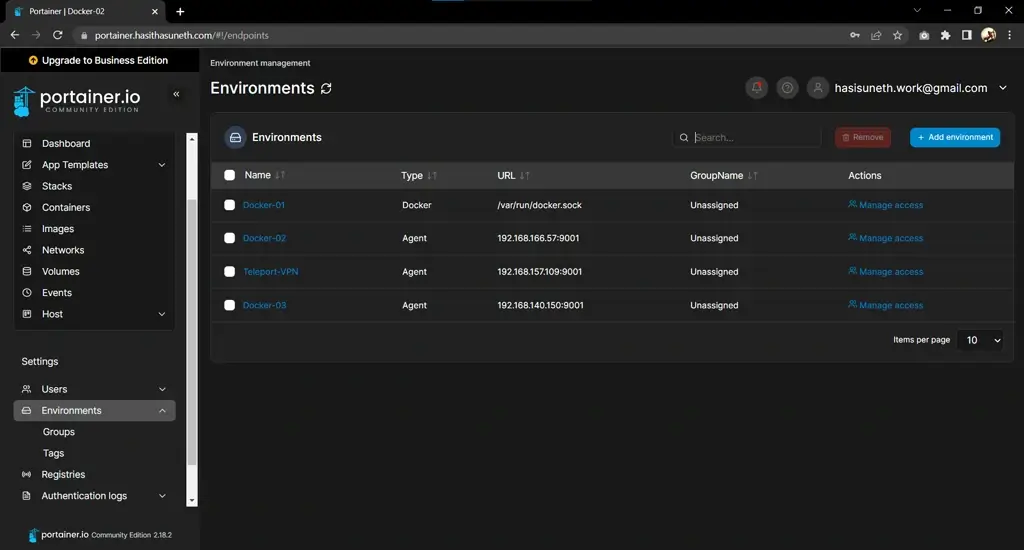 Portainer | Docker-02
portainer.hasithasuneth.com/#!/endpoints
Upgrade to Business Edition
portainer.io
COMMUNITY EDITION
Dashboard
App Templates
Stacks
Containers
Images
Networks
Volumes
Events
Host
Settings
Users
Environments
Groups
Tags
Registries
Authentication logs
portainer.io Community Edition 2.18.2
Environment management
Environments
hasisuneth.work@gmail.com
Environments
Search...
Remove
+ Add environment
Name Type URL GroupName Actions
Docker-01 Docker /var/run/docker.sock Unassigned Manage access
Docker-02 Agent 192.168.166.57:9001 Unassigned Manage access
Teleport-VPN Agent 192.168.157.109:9001 Unassigned Manage access
Docker-03 Agent 192.168.140.150:9001 Unassigned Manage access
Items per page 10